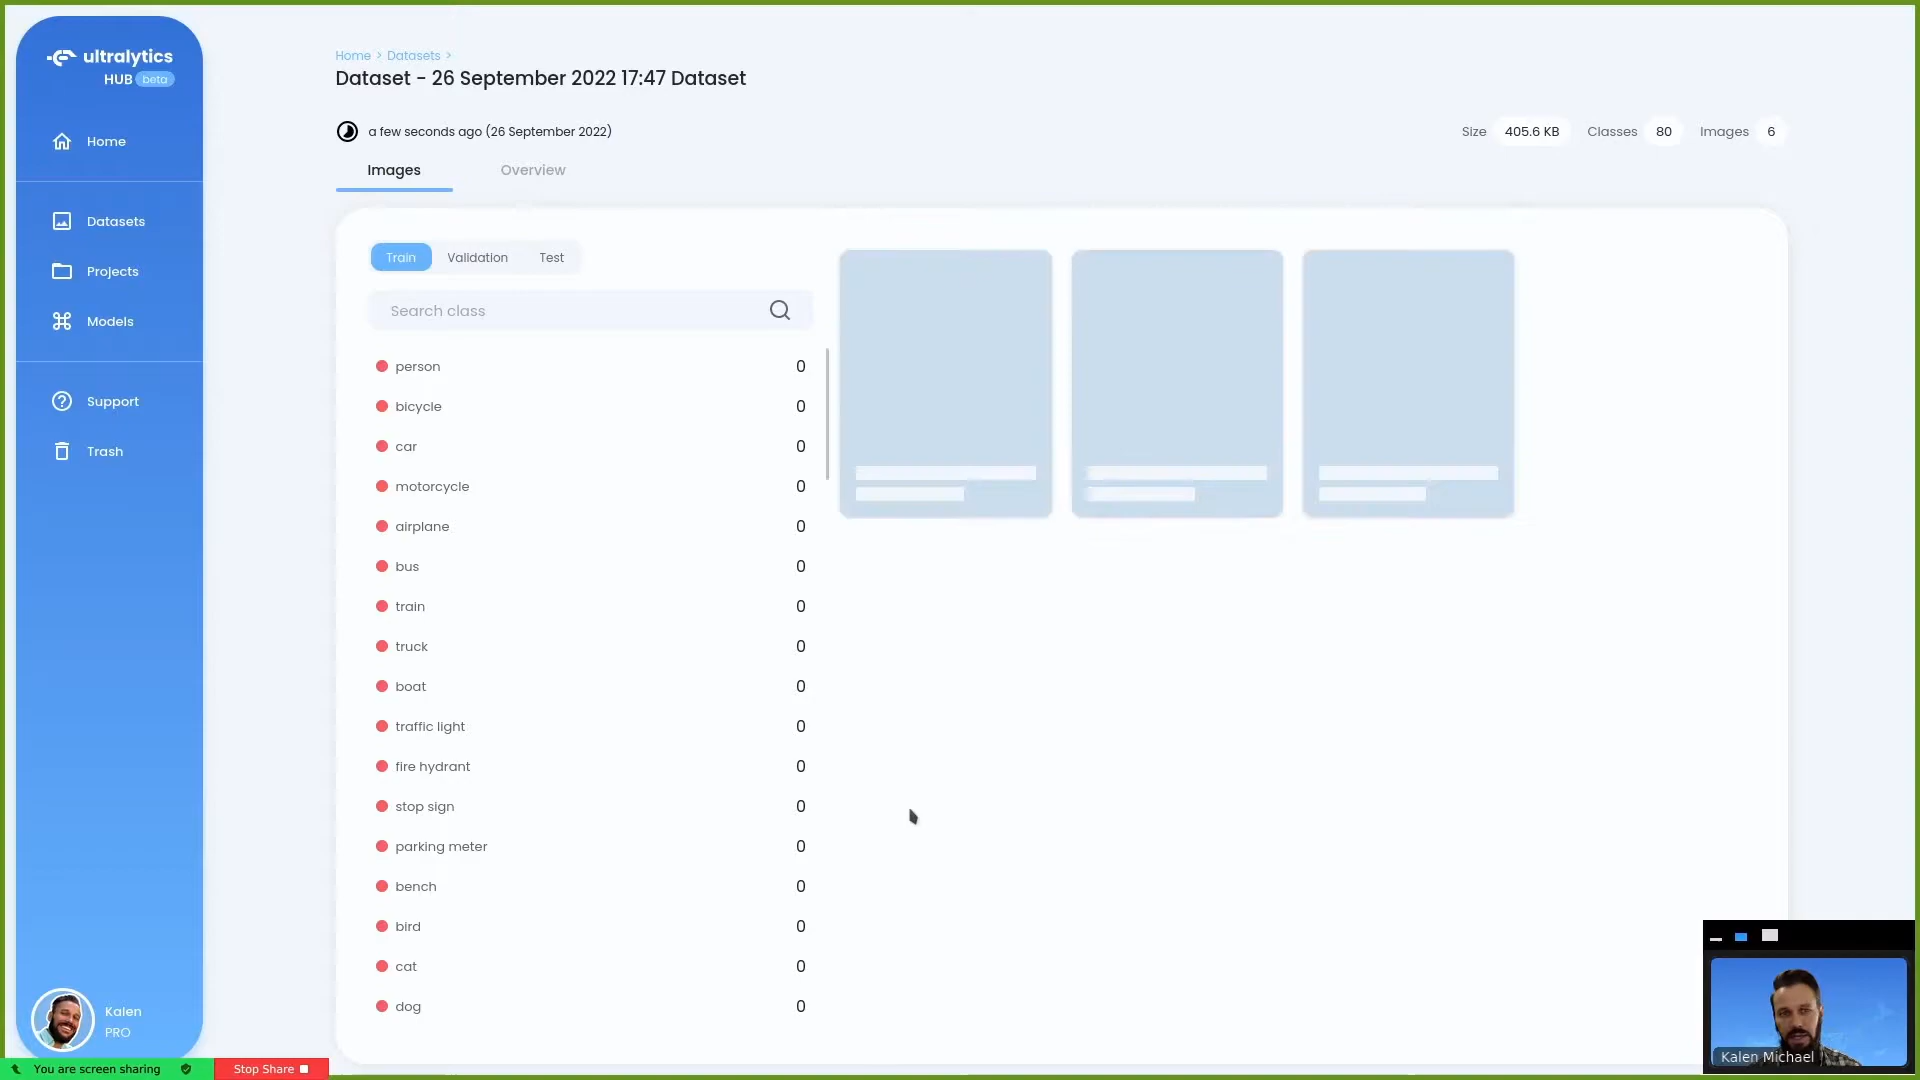 ultralytics
HUB beta
Home
Datasets
Projects
Models
Support
Trash
Kalen
PRO
You are screen sharing
Stop Share
Home > Datasets >
Dataset - 26 September 2022 17:47 Dataset
a few seconds ago (26 September 2022)
Size 405.6 KB Classes 80 Images 6
Images Overview
Train Validation Test
Search class
person 0
bicycle 0
car 0
motorcycle 0
airplane 0
bus 0
train 0
truck 0
boat 0
traffic light 0
fire hydrant 0
stop sign 0
parking meter 0
bench 0
bird 0
cat 0
dog 0
Kalen Michael